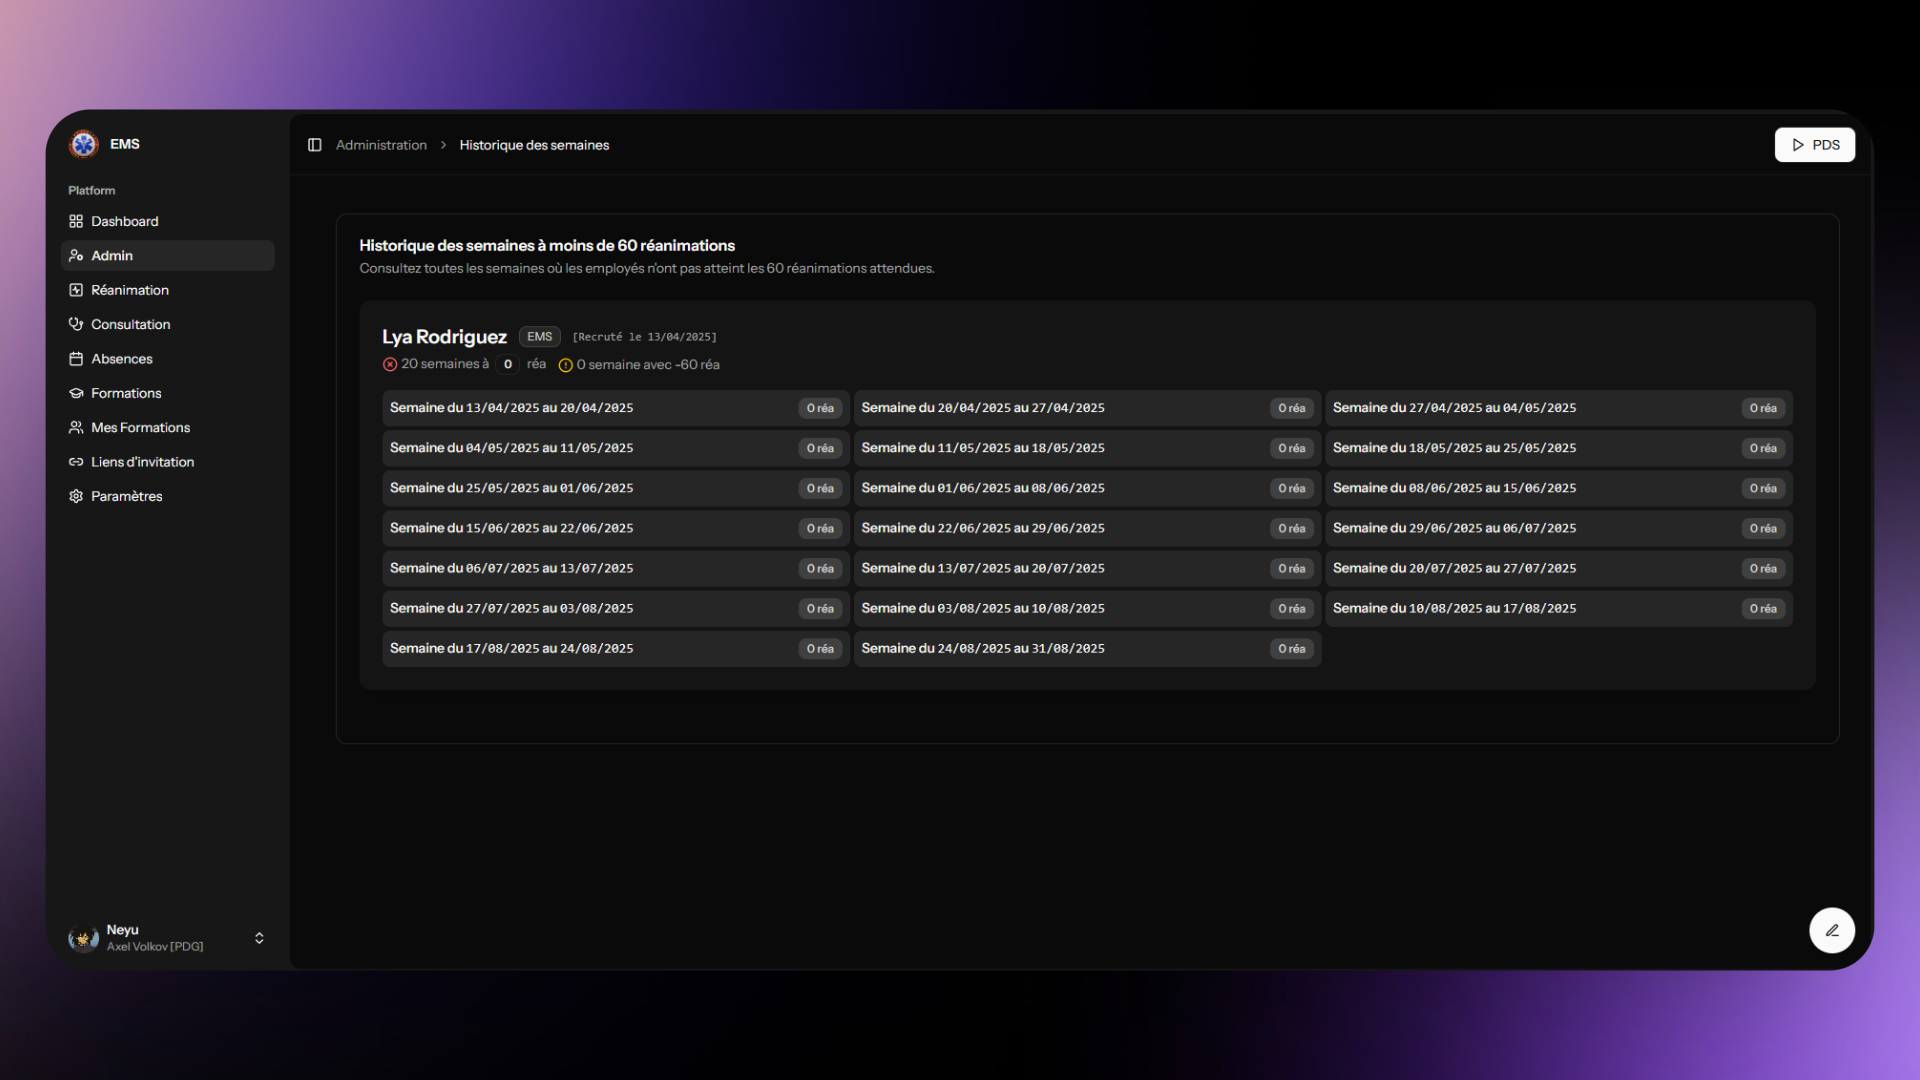 EMS
Platform
Dashboard
Admin
Réanimation
Consultation
Absences
Formations
Mes Formations
Liens d'invitation
Paramètres
Neyu
Axel Volkov [PDG]
Administration > Historique des semaines
PDS
Historique des semaines à moins de 60 réanimations
Consultez toutes les semaines où les employés n'ont pas atteint les 60 réanimations attendues.
Lya Rodriguez EMS [Recruté le 13/04/2025]
20 semaines à 0 réa 0 semaine avec -60 réa
Semaine du 13/04/2025 au 20/04/2025 0 réa Semaine du 20/04/2025 au 27/04/2025 0 réa Semaine du 27/04/2025 au 04/05/2025 0 réa
Semaine du 04/05/2025 au 11/05/2025 0 réa Semaine du 11/05/2025 au 18/05/2025 0 réa Semaine du 18/05/2025 au 25/05/2025 0 réa
Semaine du 25/05/2025 au 01/06/2025 0 réa Semaine du 01/06/2025 au 08/06/2025 0 réa Semaine du 08/06/2025 au 15/06/2025 0 réa
Semaine du 15/06/2025 au 22/06/2025 0 réa Semaine du 22/06/2025 au 29/06/2025 0 réa Semaine du 29/06/2025 au 06/07/2025 0 réa
Semaine du 06/07/2025 au 13/07/2025 0 réa Semaine du 13/07/2025 au 20/07/2025 0 réa Semaine du 20/07/2025 au 27/07/2025 0 réa
Semaine du 27/07/2025 au 03/08/2025 0 réa Semaine du 03/08/2025 au 10/08/2025 0 réa Semaine du 10/08/2025 au 17/08/2025 0 réa
Semaine du 17/08/2025 au 24/08/2025 0 réa Semaine du 24/08/2025 au 31/08/2025 0 réa